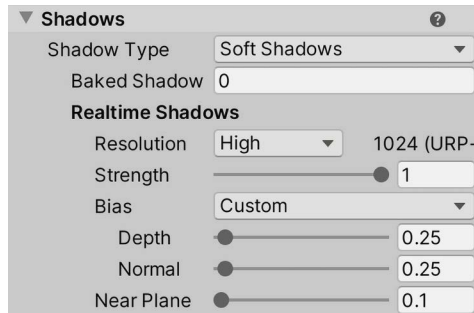 Shadows
Shadow Type Soft Shadows
Baked Shadow 0
Realtime Shadows
Resolution High 1024 (URP-
Strength 1
Bias Custom
Depth 0.25
Normal 0.25
Near Plane 0.1